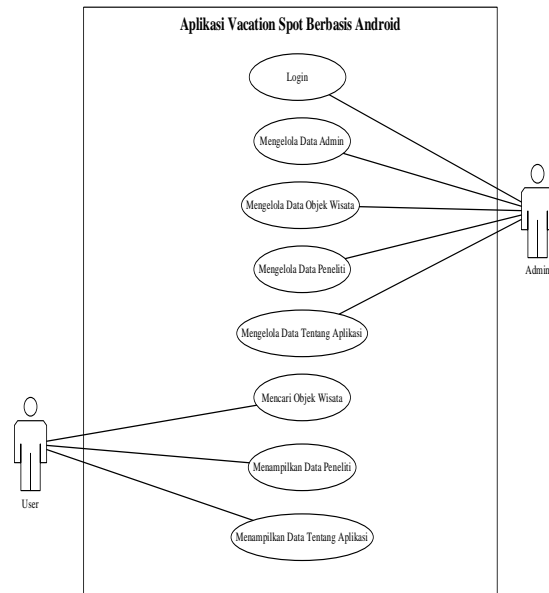 Aplikasi Vacation Spot Berbasis Android
Login
Mengelola Data Admin
Mengelola Data Objek Wisata
Mengelola Data Peneliti
Admin
Mengelola Data Tentang Aplikasi
Mencari Objek Wisata
Menampilkan Data Peneliti
User
Menampilkan Data Tentang Aplikasi